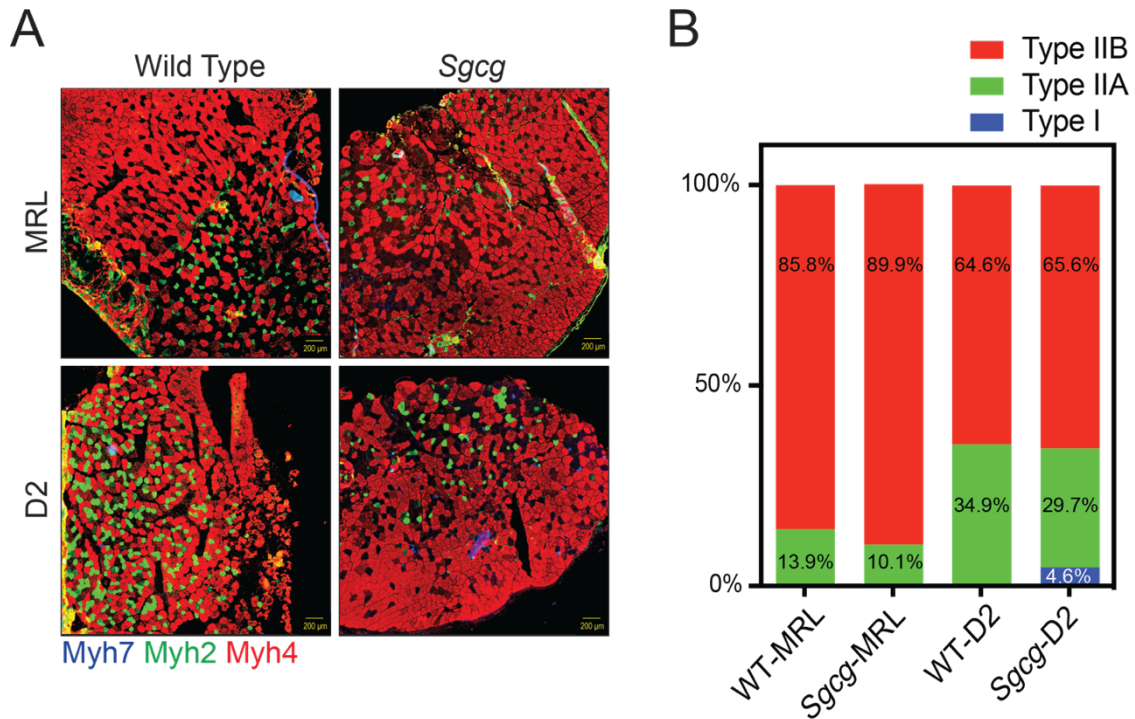 A
Wild Type
Sgcg
MRL
200 µm
200 µm
D2
200 µm
200 µm
Myh7 Myh2 Myh4
B
Type IIB
Type IIA
Type I
100%
50%
0%
85.8%
89.9%
64.6%
65.6%
13.9%
10.1%
34.9%
29.7%
4.6%
WT-MRL
Sgcg-MRL
WT-D2
Sgcg-D2